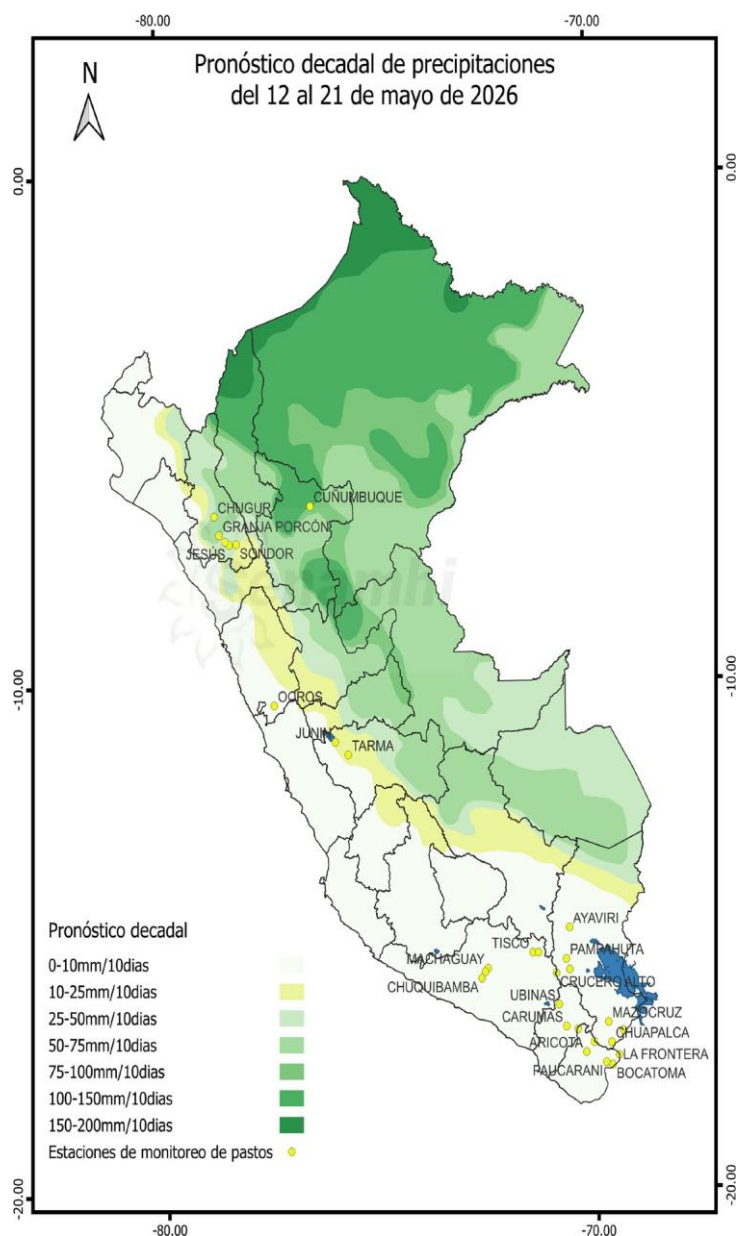 -80.00
-70.00
N
Pronóstico decadal de precipitaciones
del 12 al 21 de mayo de 2026
0.00
0.00
CUÑUMBUQUE
CHUGUR
GRANJA PORCÓN
JESÚS
SONDOR
Senamhi
-10.00
-10.00
OCROS
JUNIN
TARMA
AYAVIRI
TISCO
PAMPAHUTA
MACHAGUAY
CRUCERO ALTO
CHUQUIBAMBA
UBINAS
CARUMAS
MAZOCRUZ
CHUAPALCA
ARICOTA
LA FRONTERA
PAUCARANI
BOCATOMA
Pronóstico decadal
0-10mm/10dias
10-25mm/10dias
25-50mm/10dias
50-75mm/10dias
75-100mm/10dias
100-150mm/10dias
150-200mm/10dias
Estaciones de monitoreo de pastos
-20.00
-20.00
-80.00
-70.00